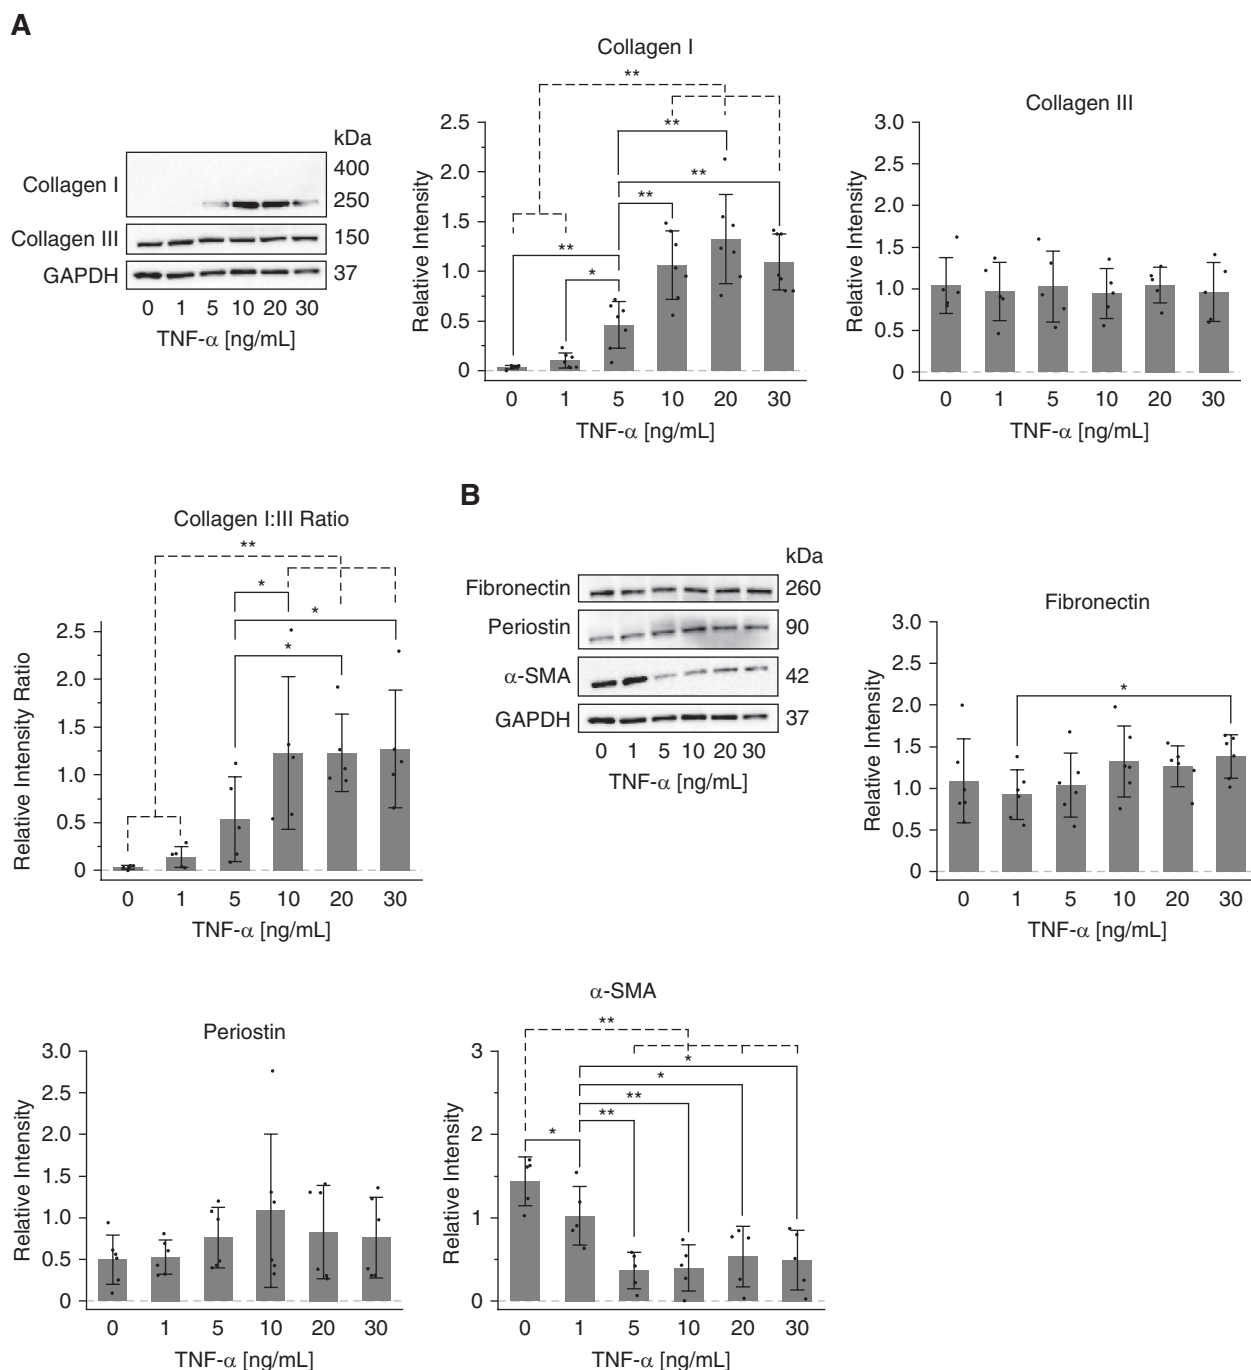 A
kDa
Collagen I
400
250
Collagen III
150
GAPDH
37
0 1 5 10 20 30
TNF-α [ng/mL]
Collagen I
**
**
**
**
**
*
Relative Intensity
2.5
2.0
1.5
1.0
0.5
0
0 1 5 10 20 30
TNF-α [ng/mL]
Collagen III
Relative Intensity
3.0
2.5
2.0
1.5
1.0
0.5
0
0 1 5 10 20 30
TNF-α [ng/mL]
Collagen I:III Ratio
**
*
*
*
Relative Intensity Ratio
2.5
2.0
1.5
1.0
0.5
0
0 1 5 10 20 30
TNF-α [ng/mL]
B
kDa
Fibronectin
260
Periostin
90
α-SMA
42
GAPDH
37
0 1 5 10 20 30
TNF-α [ng/mL]
Fibronectin
*
Relative Intensity
3.0
2.5
2.0
1.5
1.0
0.5
0
0 1 5 10 20 30
TNF-α [ng/mL]
Periostin
Relative Intensity
3.0
2.5
2.0
1.5
1.0
0.5
0
0 1 5 10 20 30
TNF-α [ng/mL]
α-SMA
**
*
*
**
**
*
Relative Intensity
3
2
1
0
0 1 5 10 20 30
TNF-α [ng/mL]